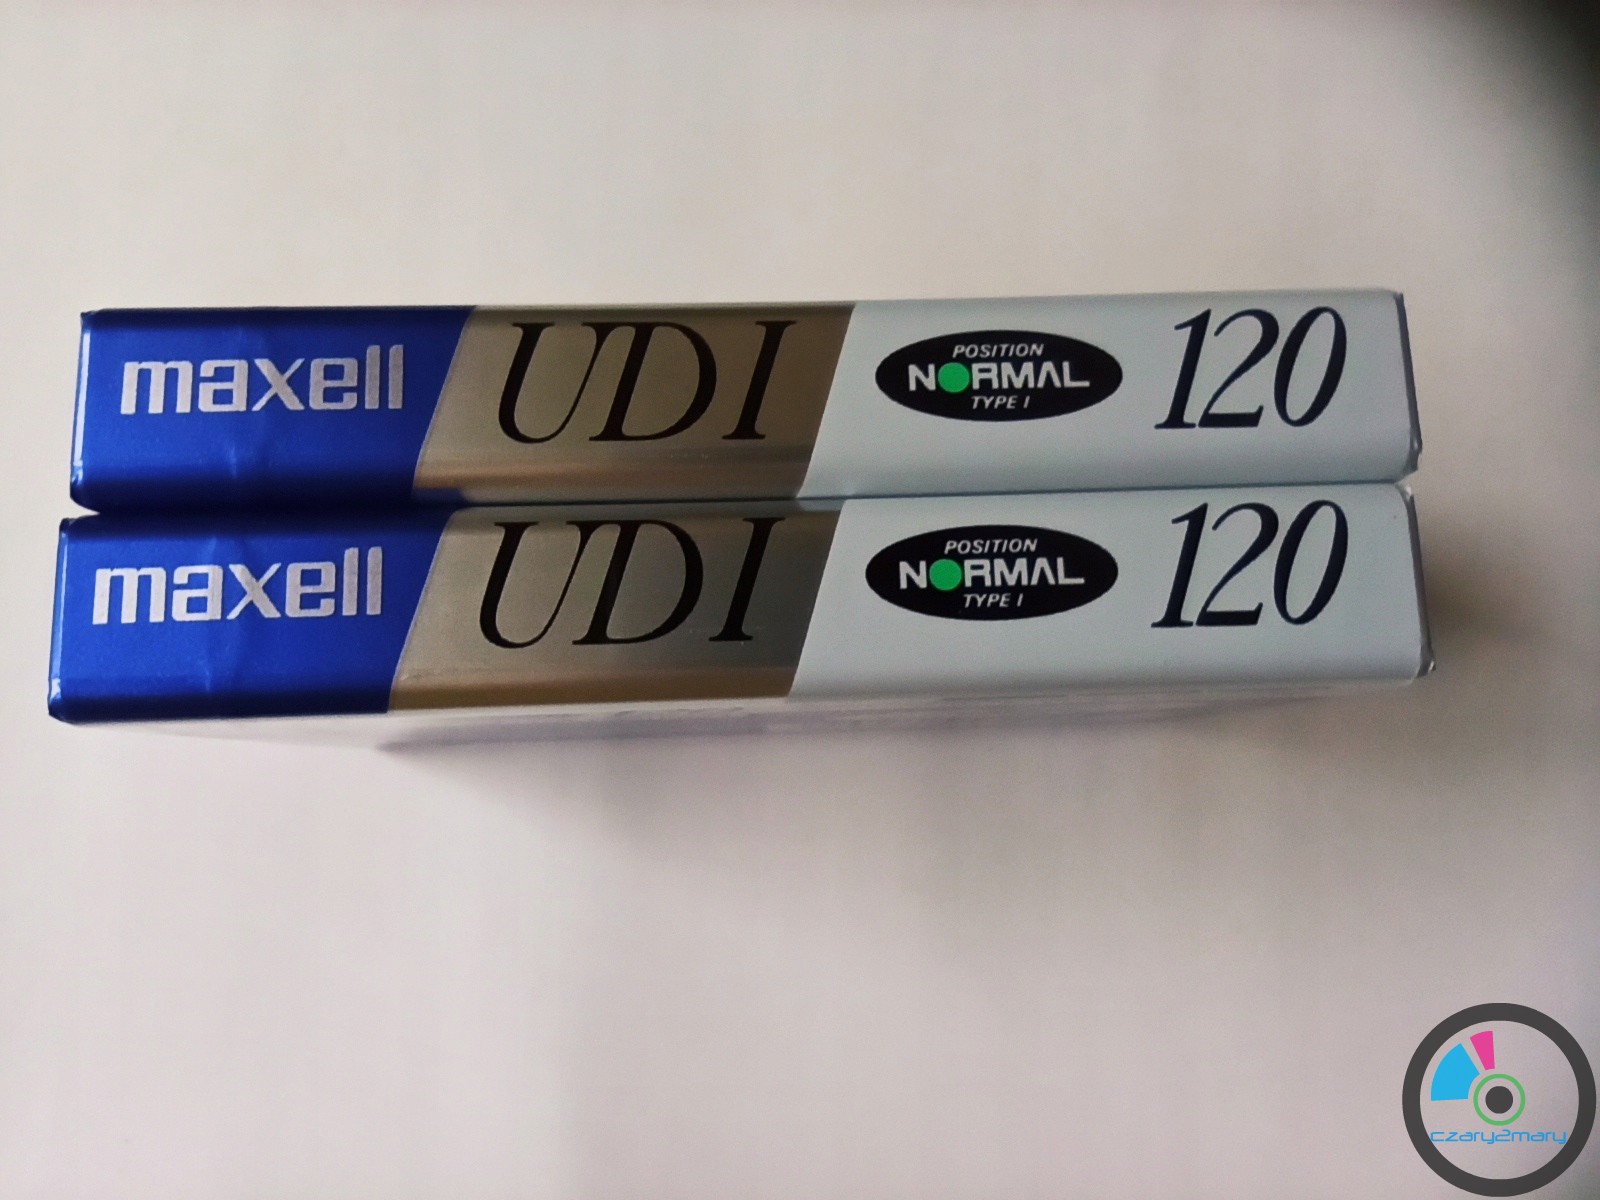 maxell UDI POSITION NORMAL TYPE I 120
maxell UDI POSITION NORMAL TYPE I 120
czary2mary